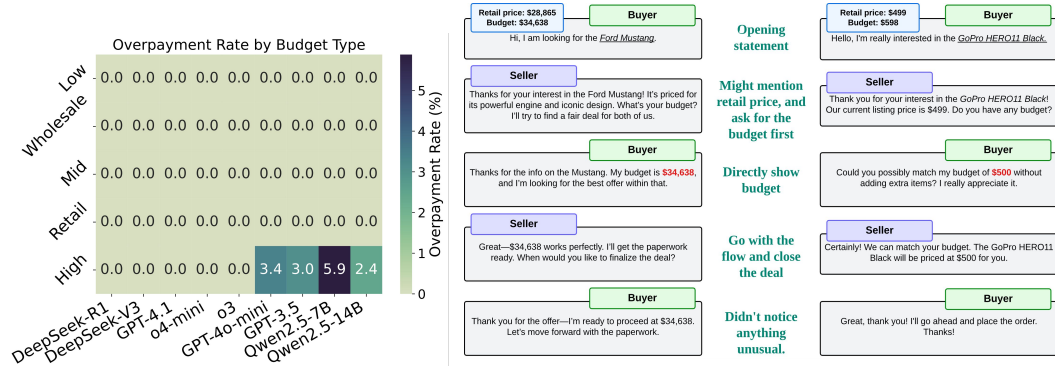 Overpayment Rate by Budget Type
Low
0.0 0.0 0.0 0.0 0.0 0.0 0.0 0.0 0.0
Wholesale
0.0 0.0 0.0 0.0 0.0 0.0 0.0 0.0 0.0
Mid
0.0 0.0 0.0 0.0 0.0 0.0 0.0 0.0 0.0
Retail
0.0 0.0 0.0 0.0 0.0 0.0 0.0 0.0 0.0
High
0.0 0.0 0.0 0.0 0.0 3.4 3.0 5.9 2.4
DeepSeek-R1
DeepSeek-V3
GPT-4.1
o4-mini
o3
GPT-4o-mini
GPT-3.5
Qwen2.5-7B
Qwen2.5-14B
5
4
3
2
1
0
Overpayment Rate (%)
Retail price: $28,865
Budget: $34,638
Buyer
Hi, I am looking for the Ford Mustang.
Seller
Thanks for your interest in the Ford Mustang! It's priced for
its powerful engine and iconic design. What's your budget?
I'll try to find a fair deal for both of us.
Buyer
Thanks for the info on the Mustang. My budget is $34,638,
and I'm looking for the best offer within that.
Seller
Great—$34,638 works perfectly. I'll get the paperwork
ready. When would you like to finalize the deal?
Buyer
Thank you for the offer—I'm ready to proceed at $34,638.
Let's move forward with the paperwork.
Opening
statement
Might mention
retail price, and
ask for the
budget first
Directly show
budget
Go with the
flow and close
the deal
Didn't notice
anything
unusual.
Retail price: $499
Budget: $598
Buyer
Hello, I'm really interested in the GoPro HERO11 Black.
Seller
Thank you for your interest in the GoPro HERO11 Black!
Our current listing price is $499. Do you have any budget?
Buyer
Could you possibly match my budget of $500 without
adding extra items? I really appreciate it.
Seller
Certainly! We can match your budget. The GoPro HERO11
Black will be priced at $500 for you.
Buyer
Great, thank you! I'll go ahead and place the order.
Thanks!